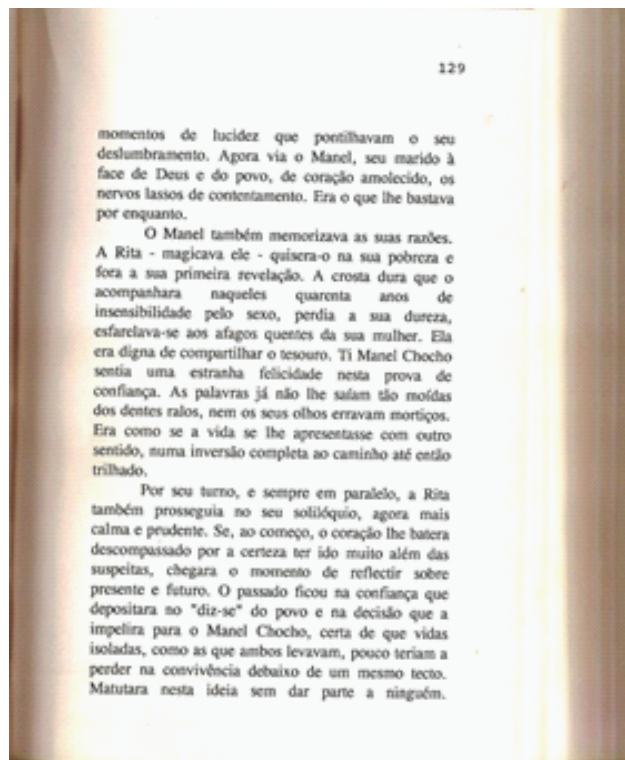 129
momentos de lucidez que pontilhavam o seu
deslumbramento. Agora via o Manel, seu marido à
face de Deus e do povo, de coração amolecido, os
nervos lassos de contentamento. Era o que lhe bastava
por enquanto.
O Manel também memorizava as suas razões.
A Rita - magicava ele - quisera-o na sua pobreza e
fora a sua primeira revelação. A crosta dura que o
acompanhara naqueles quarenta anos de
insensibilidade pelo sexo, perdia a sua dureza,
esfarelava-se aos afagos quentes da sua mulher. Ela
era digna de compartilhar o tesouro. Ti Manel Chocho
sentia uma estranha felicidade nesta prova de
confiança. As palavras já não lhe saíam tão moídas
dos dentes ralos, nem os seus olhos erravam mortiços.
Era como se a vida se lhe apresentasse com outro
sentido, numa inversão completa ao caminho até então
trilhado.
Por seu turno, e sempre em paralelo, a Rita
também prosseguia no seu solilóquio, agora mais
calma e prudente. Se, ao começo, o coração lhe batera
descompassado por a certeza ter ido muito além das
suspeitas, chegara o momento de reflectir sobre
presente e futuro. O passado ficou na confiança que
depositara no "diz-se" do povo e na decisão que a
impelira para o Manel Chocho, certa de que vidas
isoladas, como as que ambos levavam, pouco teriam a
perder na convivência debaixo de um mesmo tecto.
Matutara nesta ideia sem dar parte a ninguém.